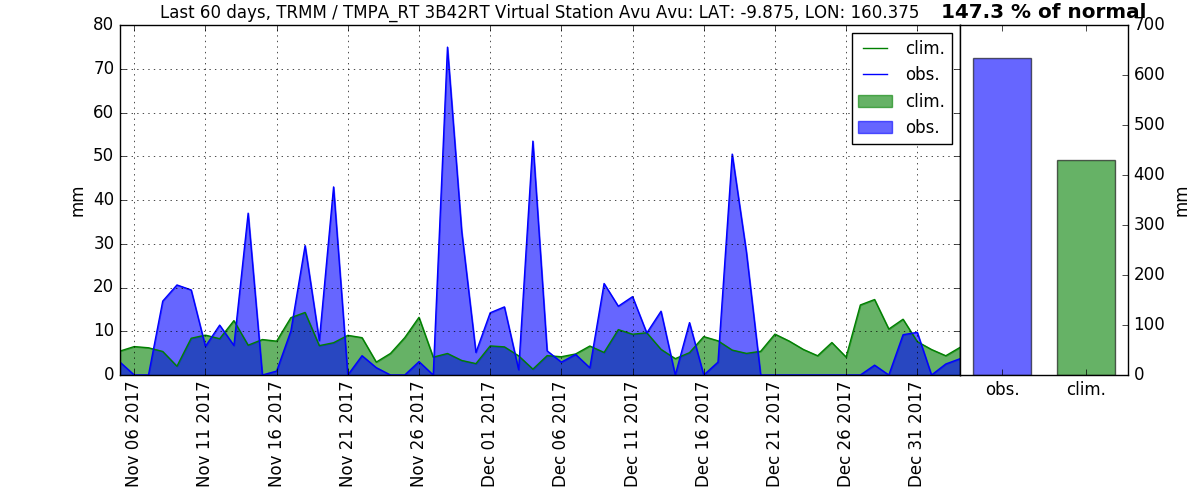 Last 60 days, TRMM / TMPA_RT 3B42RT Virtual Station Avu Avu: LAT: -9.875, LON: 160.375
147.3 % of normal
80
70
60
50
40
30
20
10
0
mm
clim.
obs.
clim.
obs.
700
600
500
400
300
200
100
0
mm
Nov 06 2017
Nov 11 2017
Nov 16 2017
Nov 21 2017
Nov 26 2017
Dec 01 2017
Dec 06 2017
Dec 11 2017
Dec 16 2017
Dec 21 2017
Dec 26 2017
Dec 31 2017
obs.
clim.